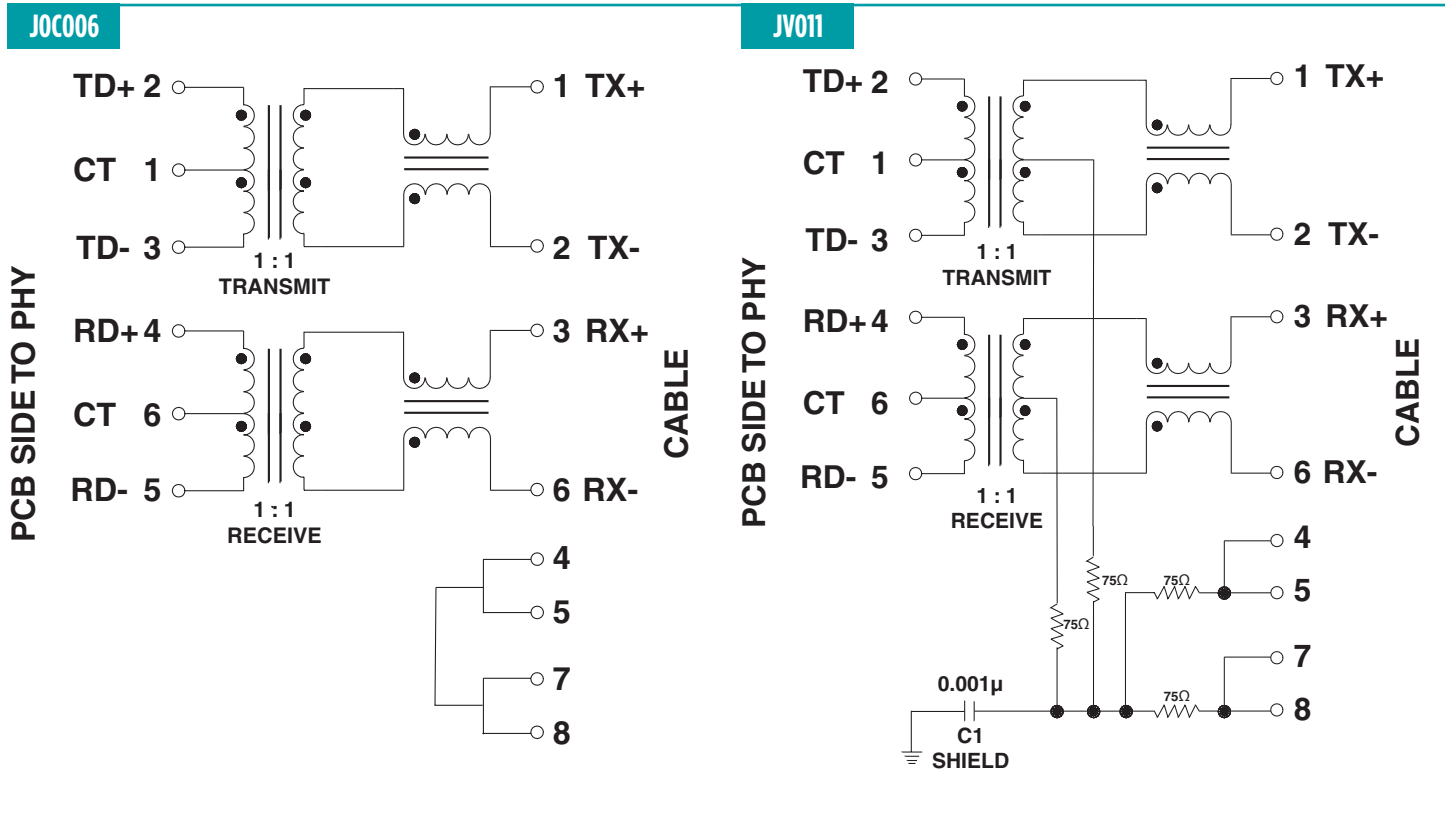 J0C006
TD+ 2
1 TX+
CT 1
TD- 3
2 TX-
1 : 1
TRANSMIT
PCB SIDE TO PHY
RD+ 4
3 RX+
CT 6
CABLE
RD- 5
6 RX-
1 : 1
RECEIVE
4
5
7
8
JV011
TD+ 2
1 TX+
CT 1
TD- 3
2 TX-
1 : 1
TRANSMIT
PCB SIDE TO PHY
RD+ 4
3 RX+
CT 6
CABLE
RD- 5
6 RX-
1 : 1
RECEIVE
4
75Ω
75Ω
5
75Ω
7
0.001µ
75Ω
8
C1
SHIELD